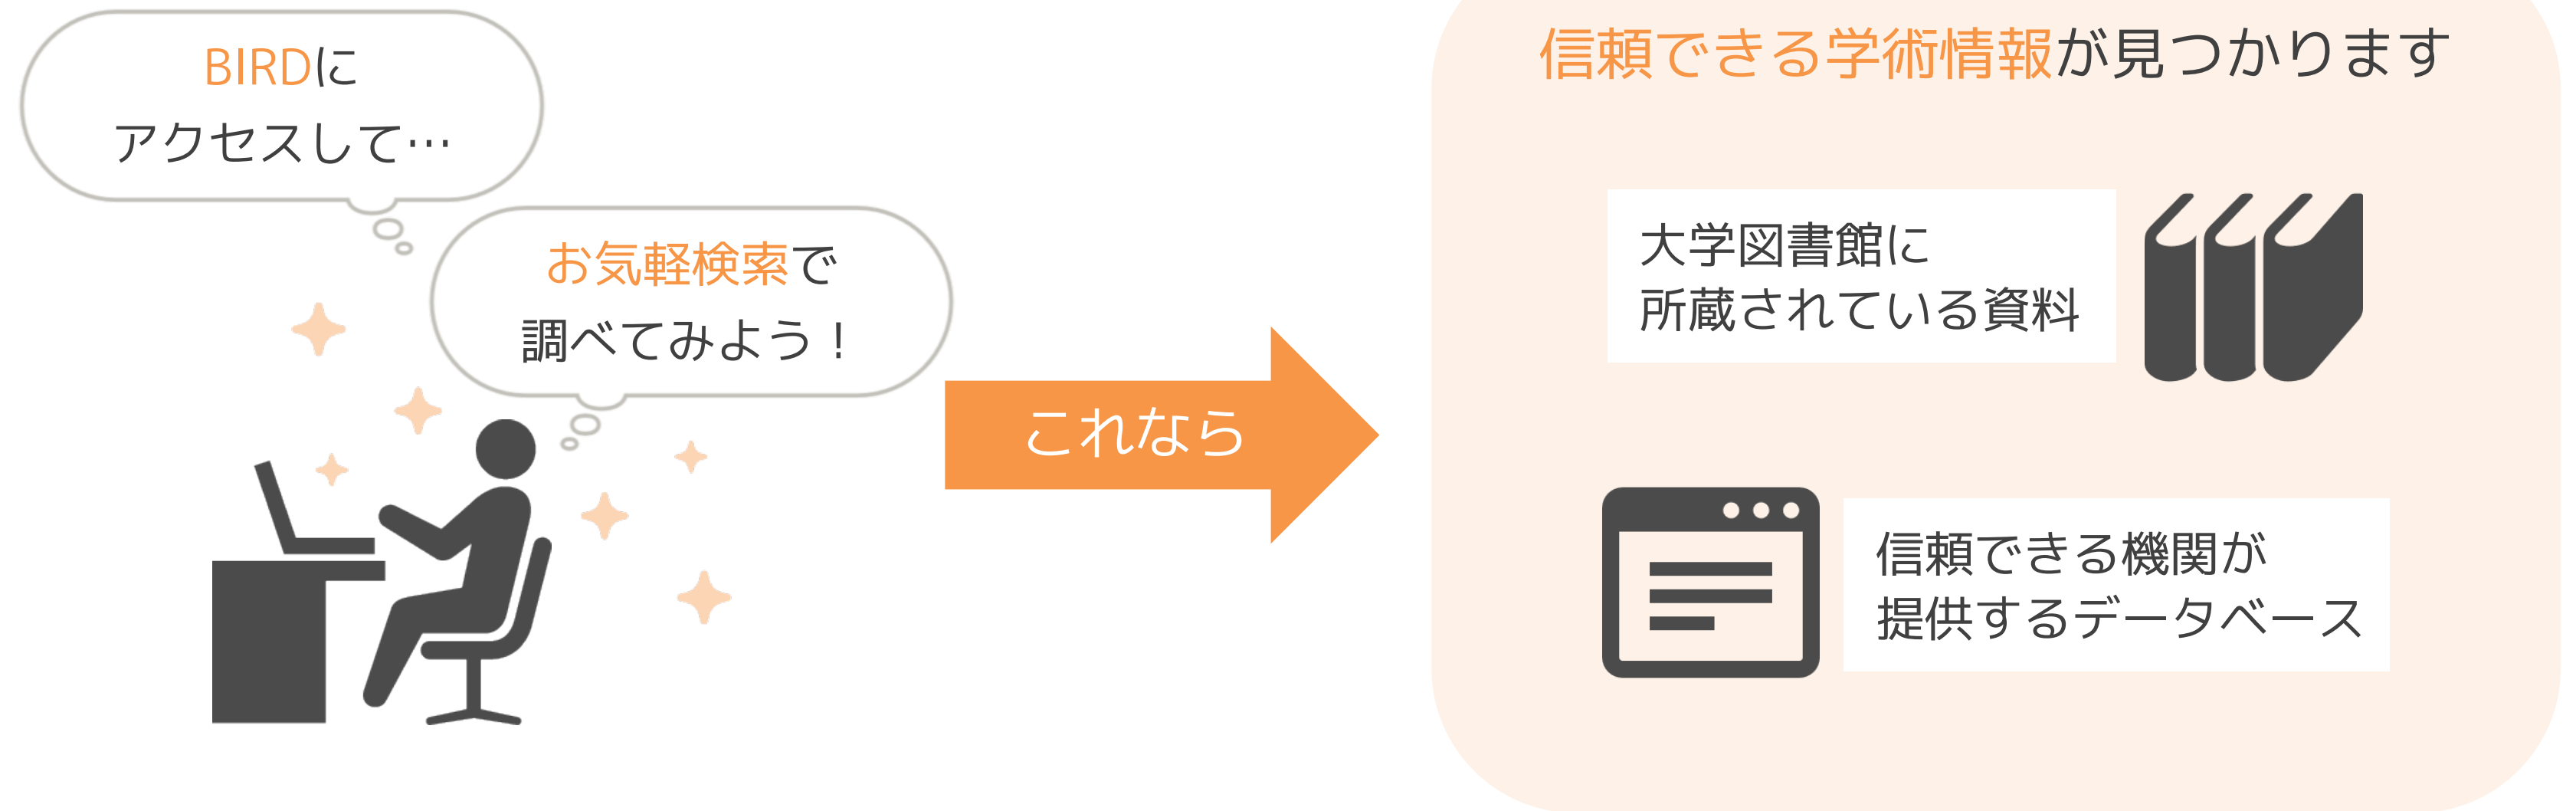 BIRDに
アクセスして…
お気軽検索で
調べてみよう！
これなら
信頼できる学術情報が見つかります
大学図書館に
所蔵されている資料
信頼できる機関が
提供するデータベース